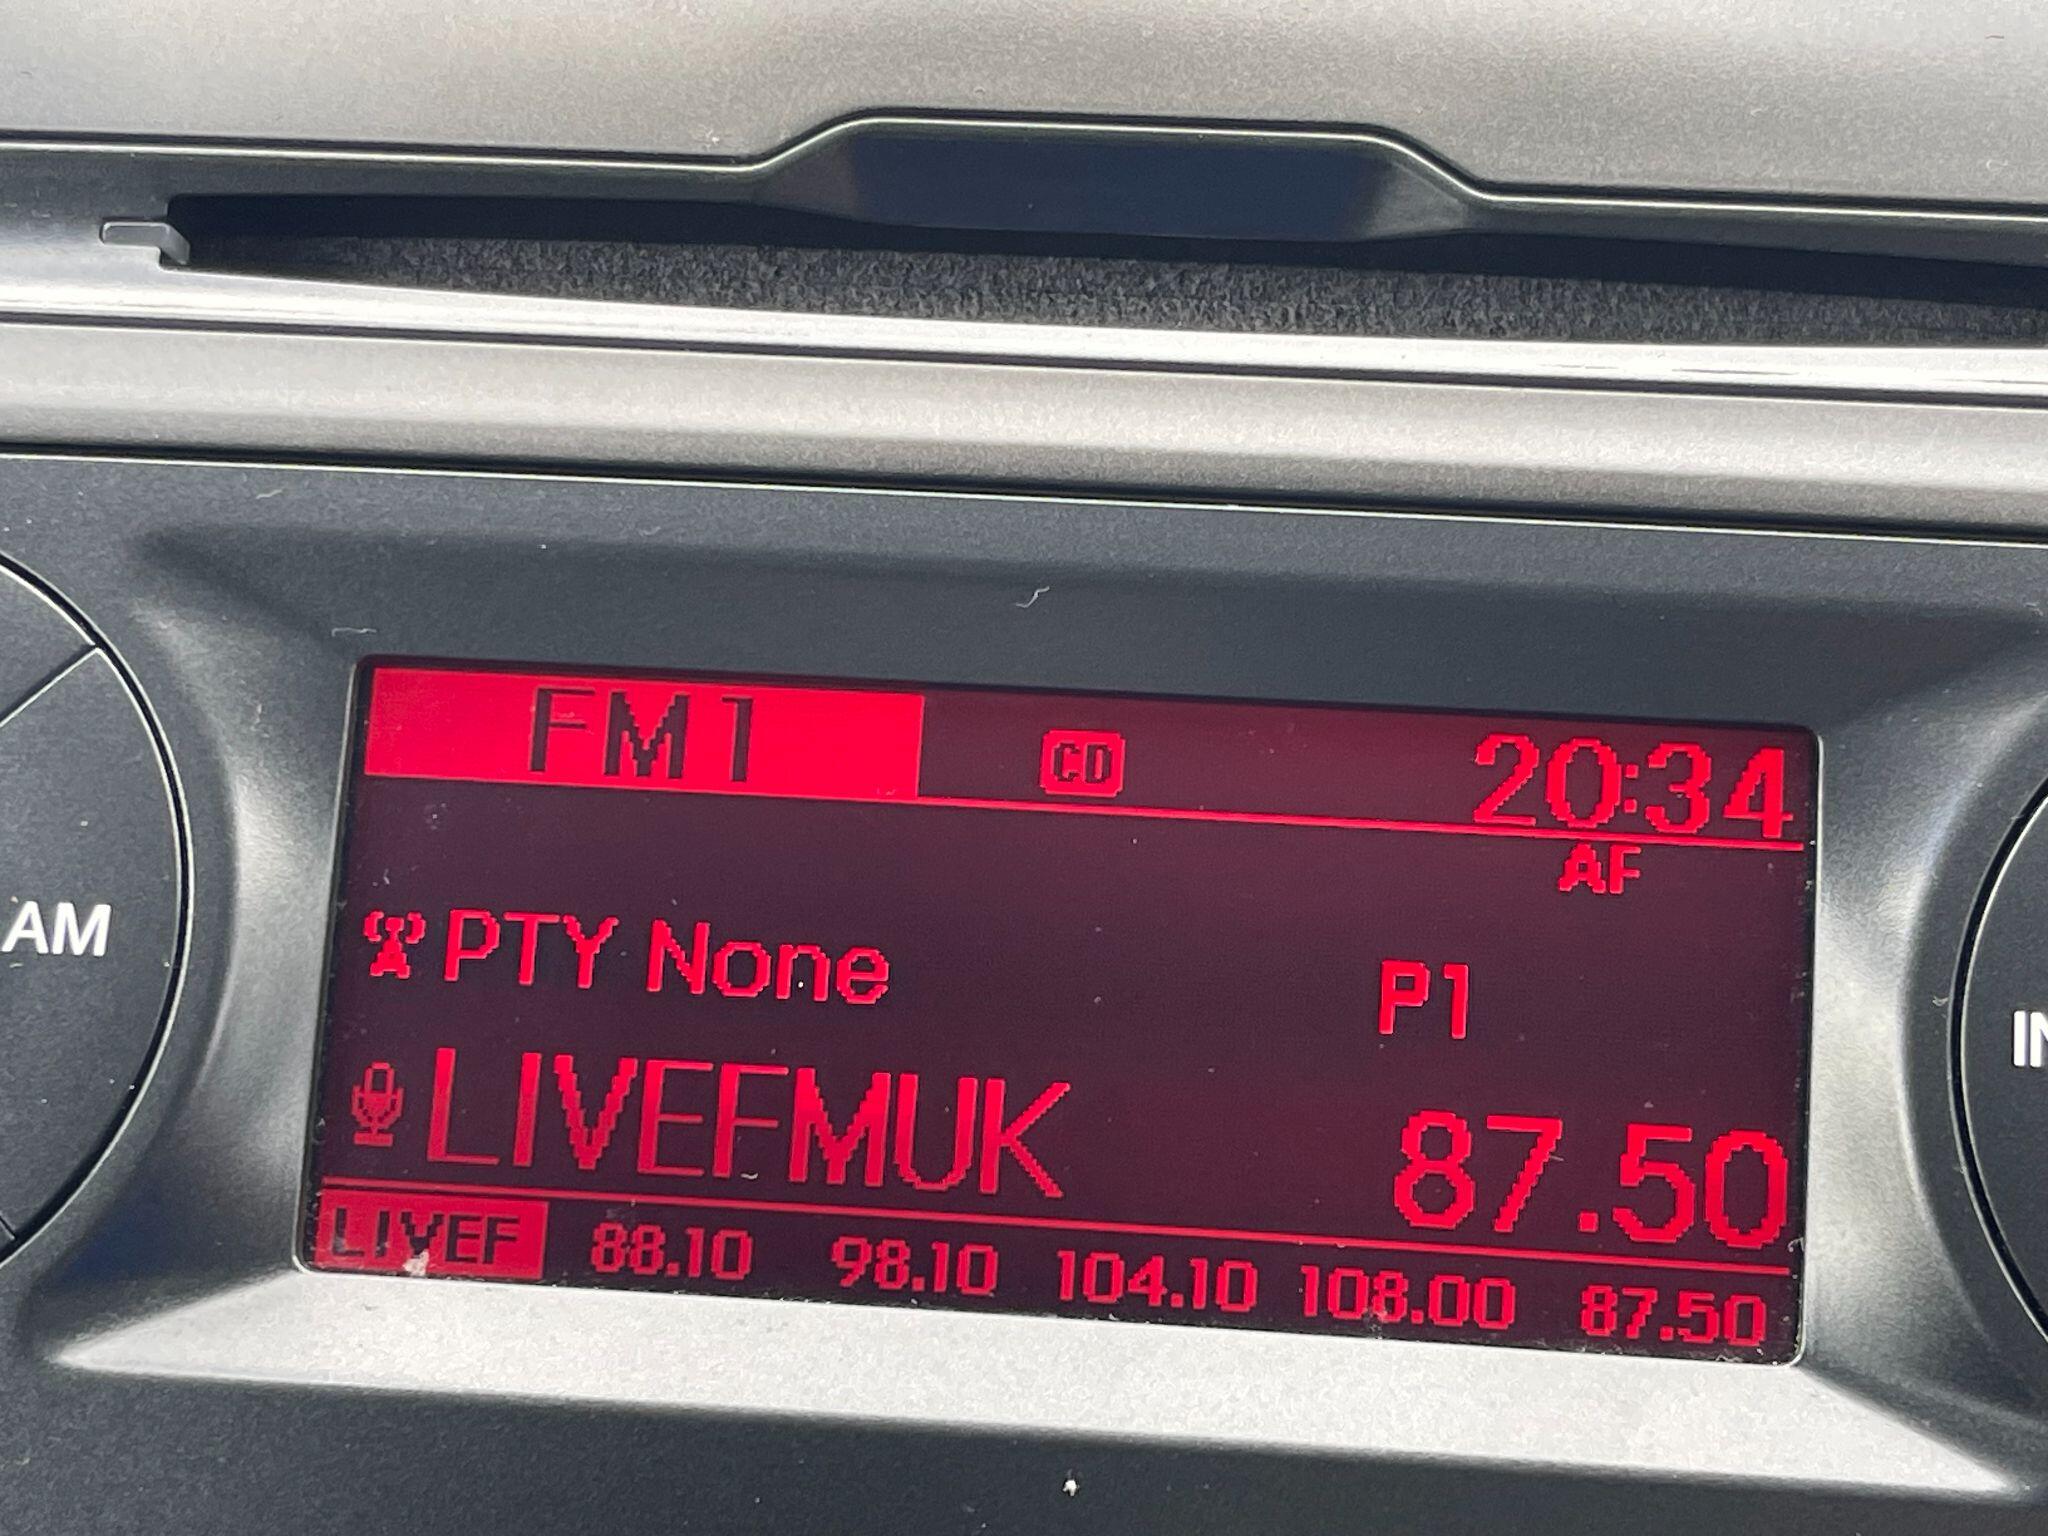 FM1 CD 20:34
AF
AM
PTY None P1
LIVEFMUK 87.50
LIVEF 88.10 98.10 104.10 108.00 87.50